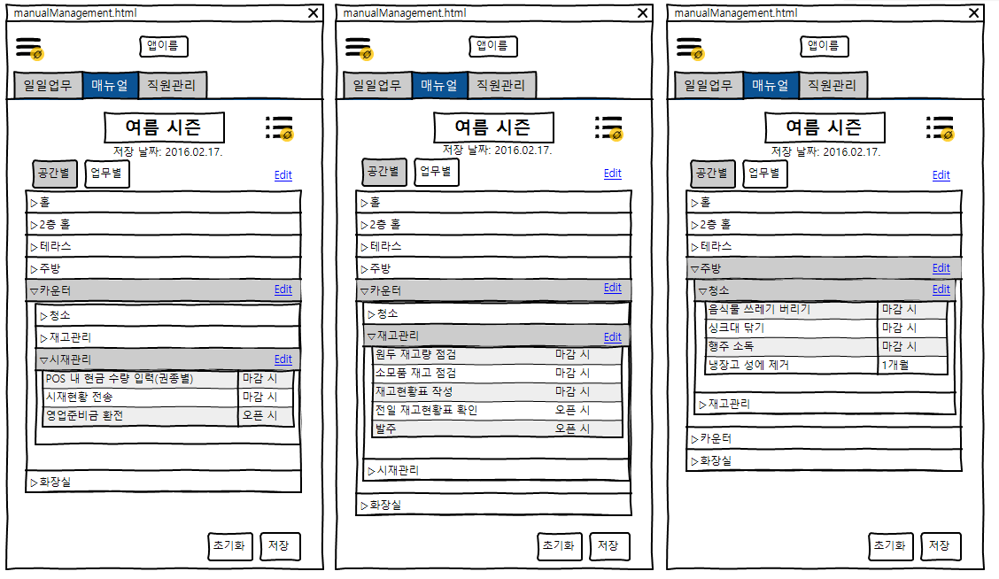 manualManagement.html
앱이름
일일업무 매뉴얼 직원관리
여름 시즌
저장 날짜: 2016.02.17.
공간별 업무별 Edit
▷홀
▷2층 홀
▷테라스
▷주방
▽카운터 Edit
▷청소
▷재고관리
▽시재관리 Edit
POS 내 현금 수량 입력(권종별) 마감 시
시재현황 전송 마감 시
영업준비금 환전 오픈 시
▷화장실
초기화 저장
manualManagement.html
앱이름
일일업무 매뉴얼 직원관리
여름 시즌
저장 날짜: 2016.02.17.
공간별 업무별 Edit
▷홀
▷2층 홀
▷테라스
▷주방
▽카운터 Edit
▷청소
▽재고관리 Edit
원두 재고량 점검 마감 시
소모품 재고 점검 마감 시
재고현황표 작성 마감 시
전일 재고현황표 확인 오픈 시
발주 오픈 시
▷시재관리
▷화장실
초기화 저장
manualManagement.html
앱이름
일일업무 매뉴얼 직원관리
여름 시즌
저장 날짜: 2016.02.17.
공간별 업무별 Edit
▷홀
▷2층 홀
▷테라스
▽주방 Edit
▽청소 Edit
음식물 쓰레기 버리기 마감 시
싱크대 닦기 마감 시
행주 소독 마감 시
냉장고 성에 제거 1개월
▷재고관리
▷카운터
▷화장실
초기화 저장